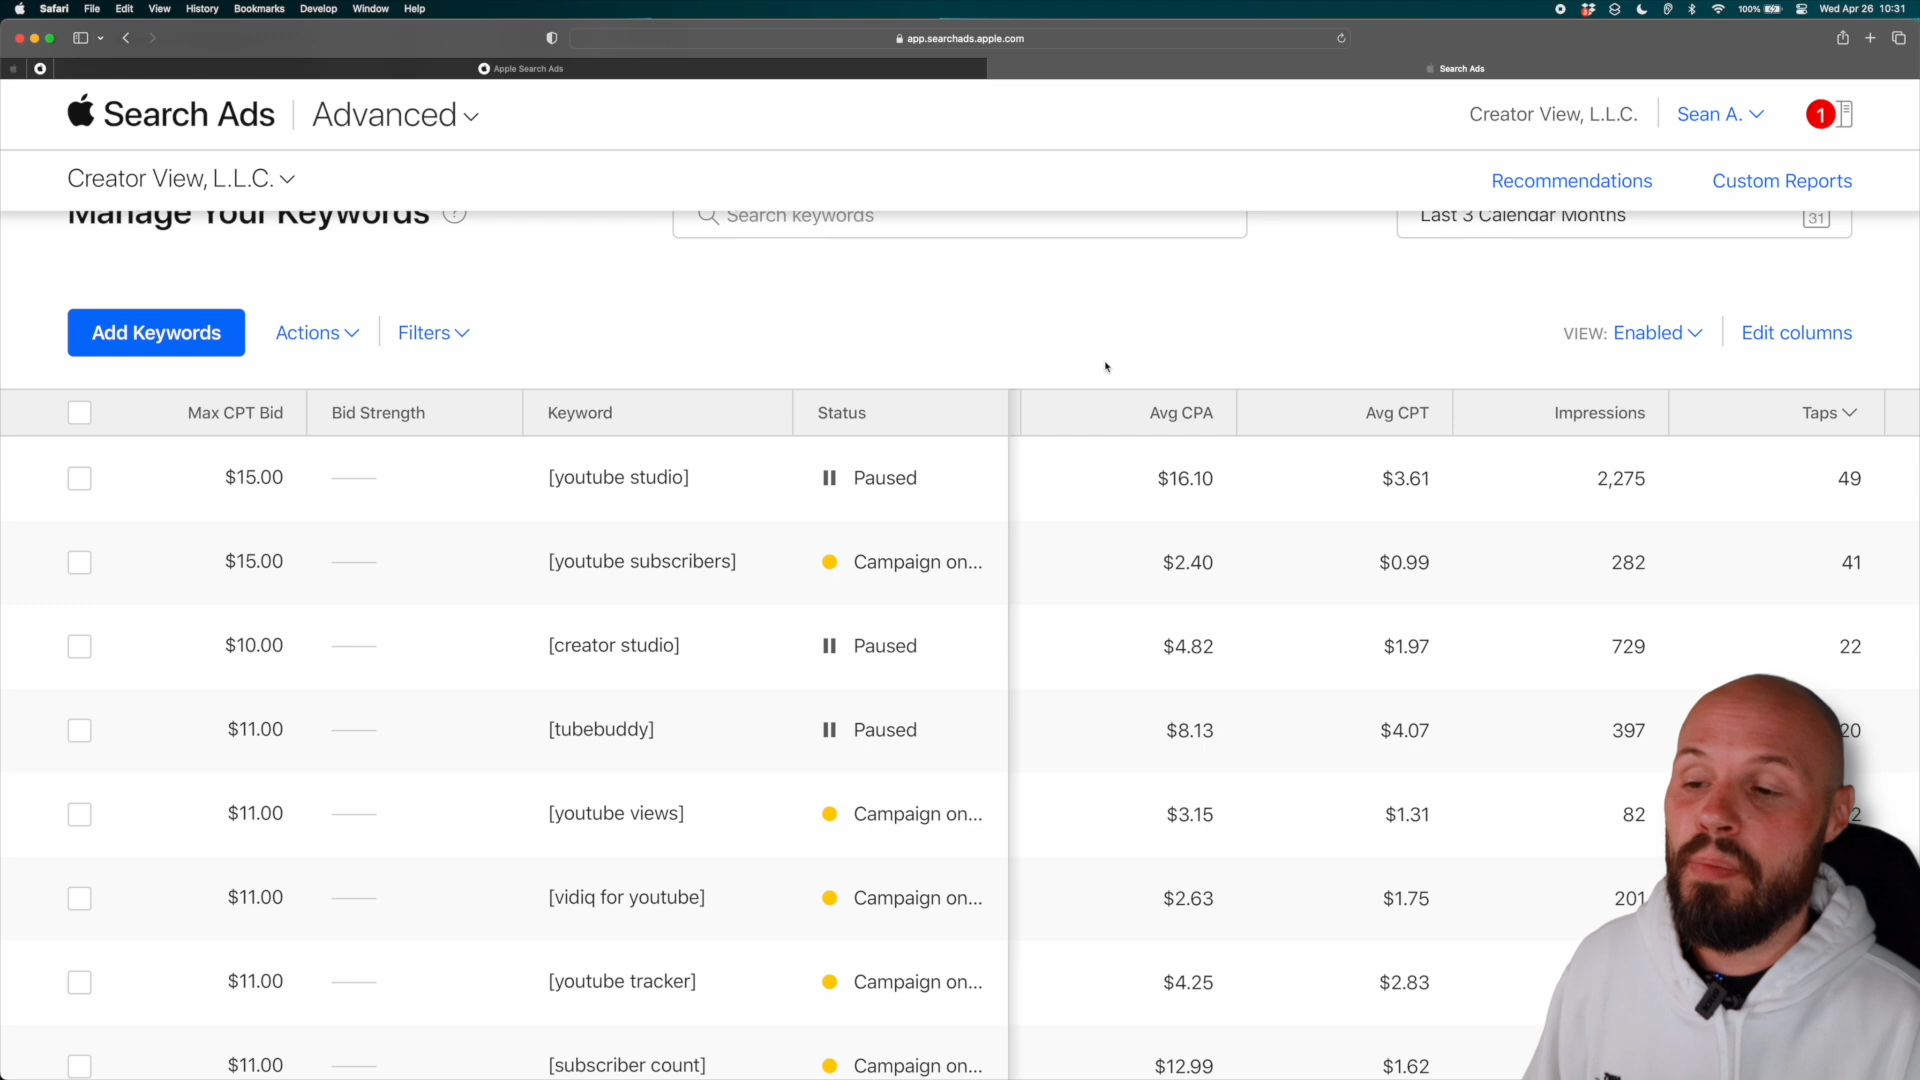 Safari File Edit View History Bookmarks Develop Window Help 100% Wed Apr 26 10:31
app.searchads.apple.com
Apple Search Ads Search Ads
Search Ads Advanced Creator View, L.L.C. Sean A. 1
Creator View, L.L.C. Recommendations Custom Reports
Manage Your Keywords ? Search keywords Last 3 Calendar Months 31
Add Keywords Actions Filters VIEW: Enabled Edit columns
Max CPT Bid Bid Strength Keyword Status Avg CPA Avg CPT Impressions Taps
$15.00 [youtube studio] Paused $16.10 $3.61 2,275 49
$15.00 [youtube subscribers] Campaign on... $2.40 $0.99 282 41
$10.00 [creator studio] Paused $4.82 $1.97 729 22
$11.00 [tubebuddy] Paused $8.13 $4.07 397 20
$11.00 [youtube views] Campaign on... $3.15 $1.31 82
$11.00 [vidiq for youtube] Campaign on... $2.63 $1.75 201
$11.00 [youtube tracker] Campaign on... $4.25 $2.83
$11.00 [subscriber count] Campaign on... $12.99 $1.62